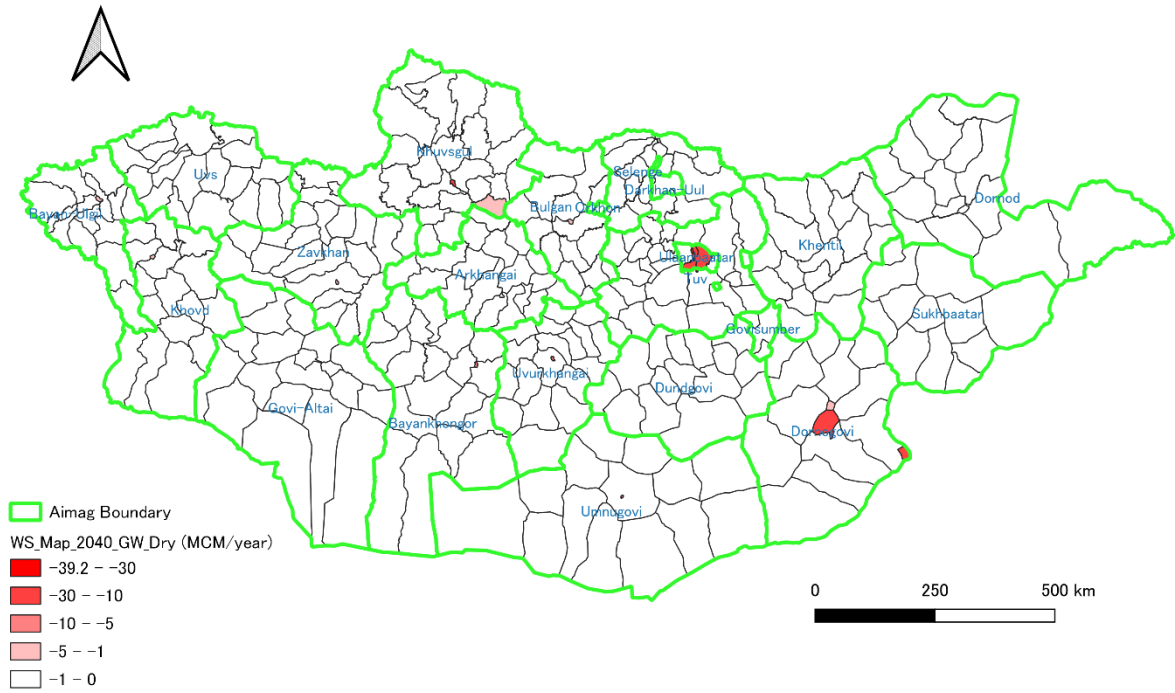 Khuvsgul
Uvs
Selenge
Darkhan-Uul
Dornod
Bayan-Ulgii
Bulgan
Orkhon
Khentii
Zavkhan
Ulaanbaatar
Arkhangai
Tuv
Khovd
Sukhbaatar
Govisumber
Uvurkhangai
Dundgovi
Govi-Altai
Bayankhongor
Dornogovi
Umnugovi
Aimag Boundary
WS_Map_2040_GW_Dry (MCM/year)
-39.2 - -30
-30 - -10
-10 - -5
-5 - -1
-1 - 0
0 250 500 km